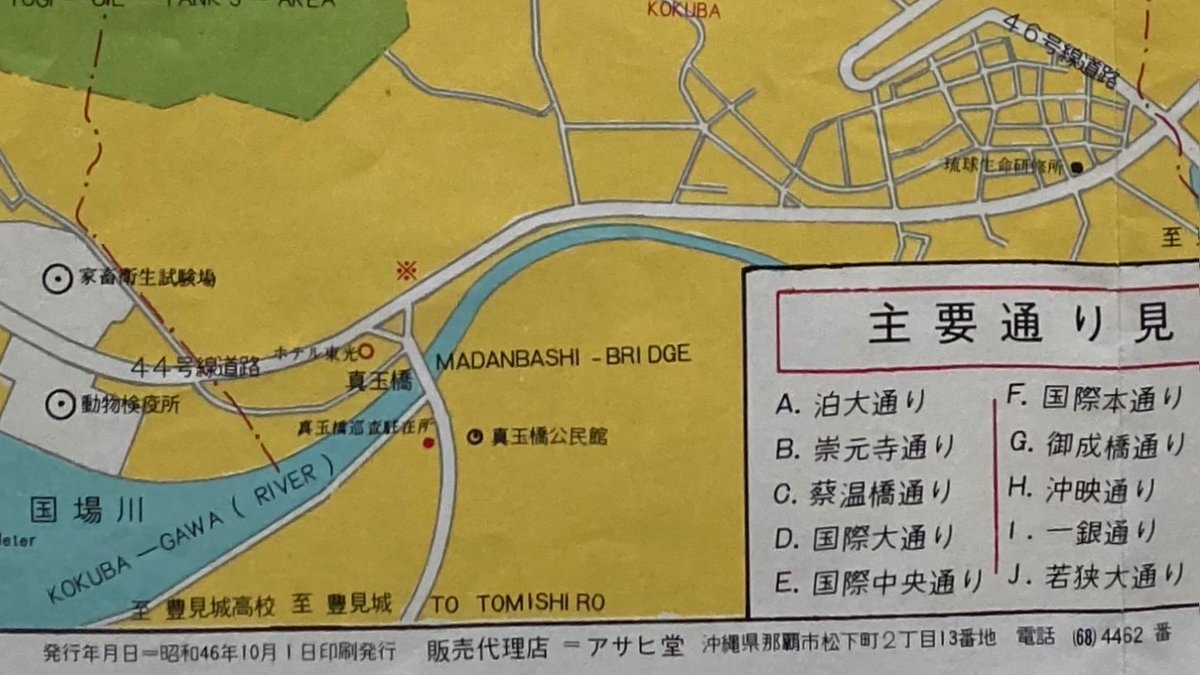 YOGI - OIL - TANK'S - AREA
KOKUBA
46号線道路
琉球生命研修所
至
家畜衛生試験場
※
44号線道路
ホテル東光
MADANBASHI - BRIDGE
真玉橋
動物検疫所
真玉橋巡査駐在所
真玉橋公民館
国場川
KOKUBA - GAWA ( RIVER )
至 豊見城高校 至 豊見城 TO TOMISHIRO
主要通り見
A. 泊大通り
B. 崇元寺通り
C. 蔡温橋通り
D. 国際大通り
E. 国際中央通り
F. 国際本通り
G. 御成橋通り
H. 沖映通り
I. 一銀通り
J. 若狭大通り
発行年月日=昭和46年10月1日印刷発行 販売代理店 = アサヒ堂 沖縄県那覇市松下町2丁目13番地 電話 (68) 4462 番